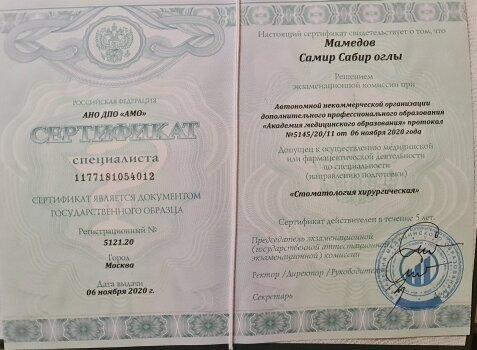 РОССИЙСКАЯ ФЕДЕРАЦИЯ
АНО ДПО «АМО»
СЕРТИФИКАТ
специалиста
1177181054012
СЕРТИФИКАТ ЯВЛЯЕТСЯ ДОКУМЕНТОМ
ГОСУДАРСТВЕННОГО ОБРАЗЦА
Регистрационный №
5121.20
Город
Москва
Дата выдачи
06 ноября 2020 г.
Настоящий сертификат свидетельствует о том, что
Мамедов
Самир Сабир оглы
Решением
экзаменационной комиссии при
Автономной некоммерческой организации
дополнительного профессионального образования
«Академия медицинского образования» протокол
№5145/20/11 от 06 ноября 2020 года
Допущен к осуществлению медицинской
или фармацевтической деятельности
по специальности
(направлению подготовки)
«Стоматология хирургическая»
Сертификат действителен в течение 5 лет.
Председатель экзаменационной
(государственной аттестационной
экзаменационной) комиссии
Ректор /Директор /Руководитель
Секретарь